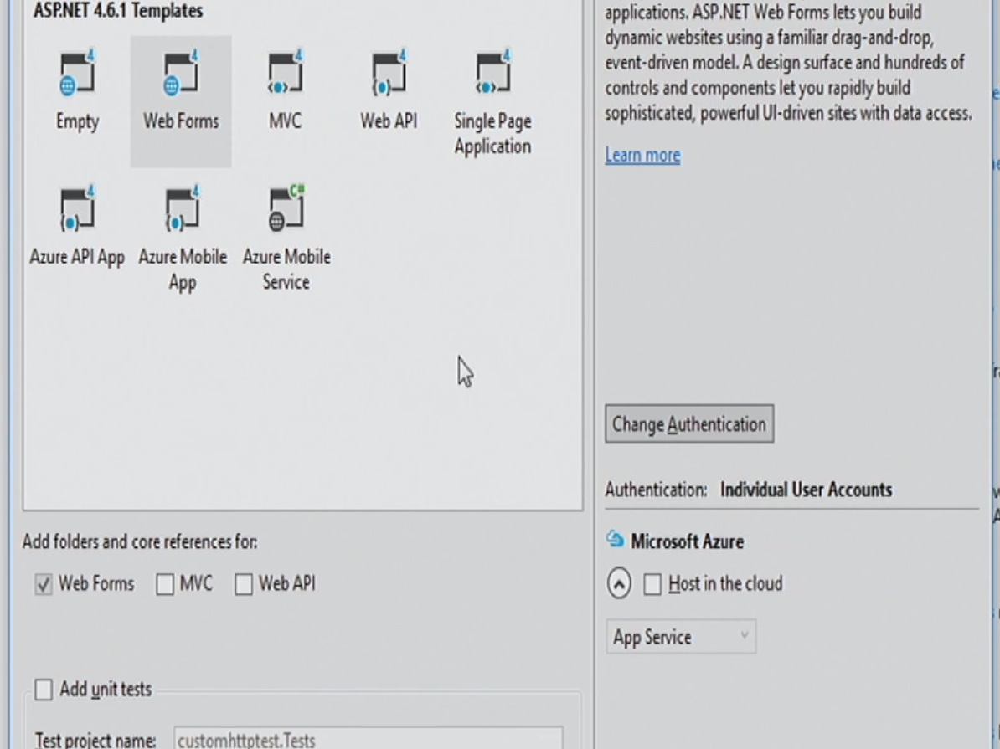 ASP.NET 4.6.1 Templates
Empty
Web Forms
MVC
Web API
Single Page
Application
Azure API App
Azure Mobile
App
Azure Mobile
Service
Add folders and core references for:
Web Forms
MVC
Web API
Add unit tests
Test project name:
customhttptest.Tests
applications. ASP.NET Web Forms lets you build
dynamic websites using a familiar drag-and-drop,
event-driven model. A design surface and hundreds of
controls and components let you rapidly build
sophisticated, powerful UI-driven sites with data access.
Learn more
Change Authentication
Authentication: Individual User Accounts
Microsoft Azure
Host in the cloud
App Service